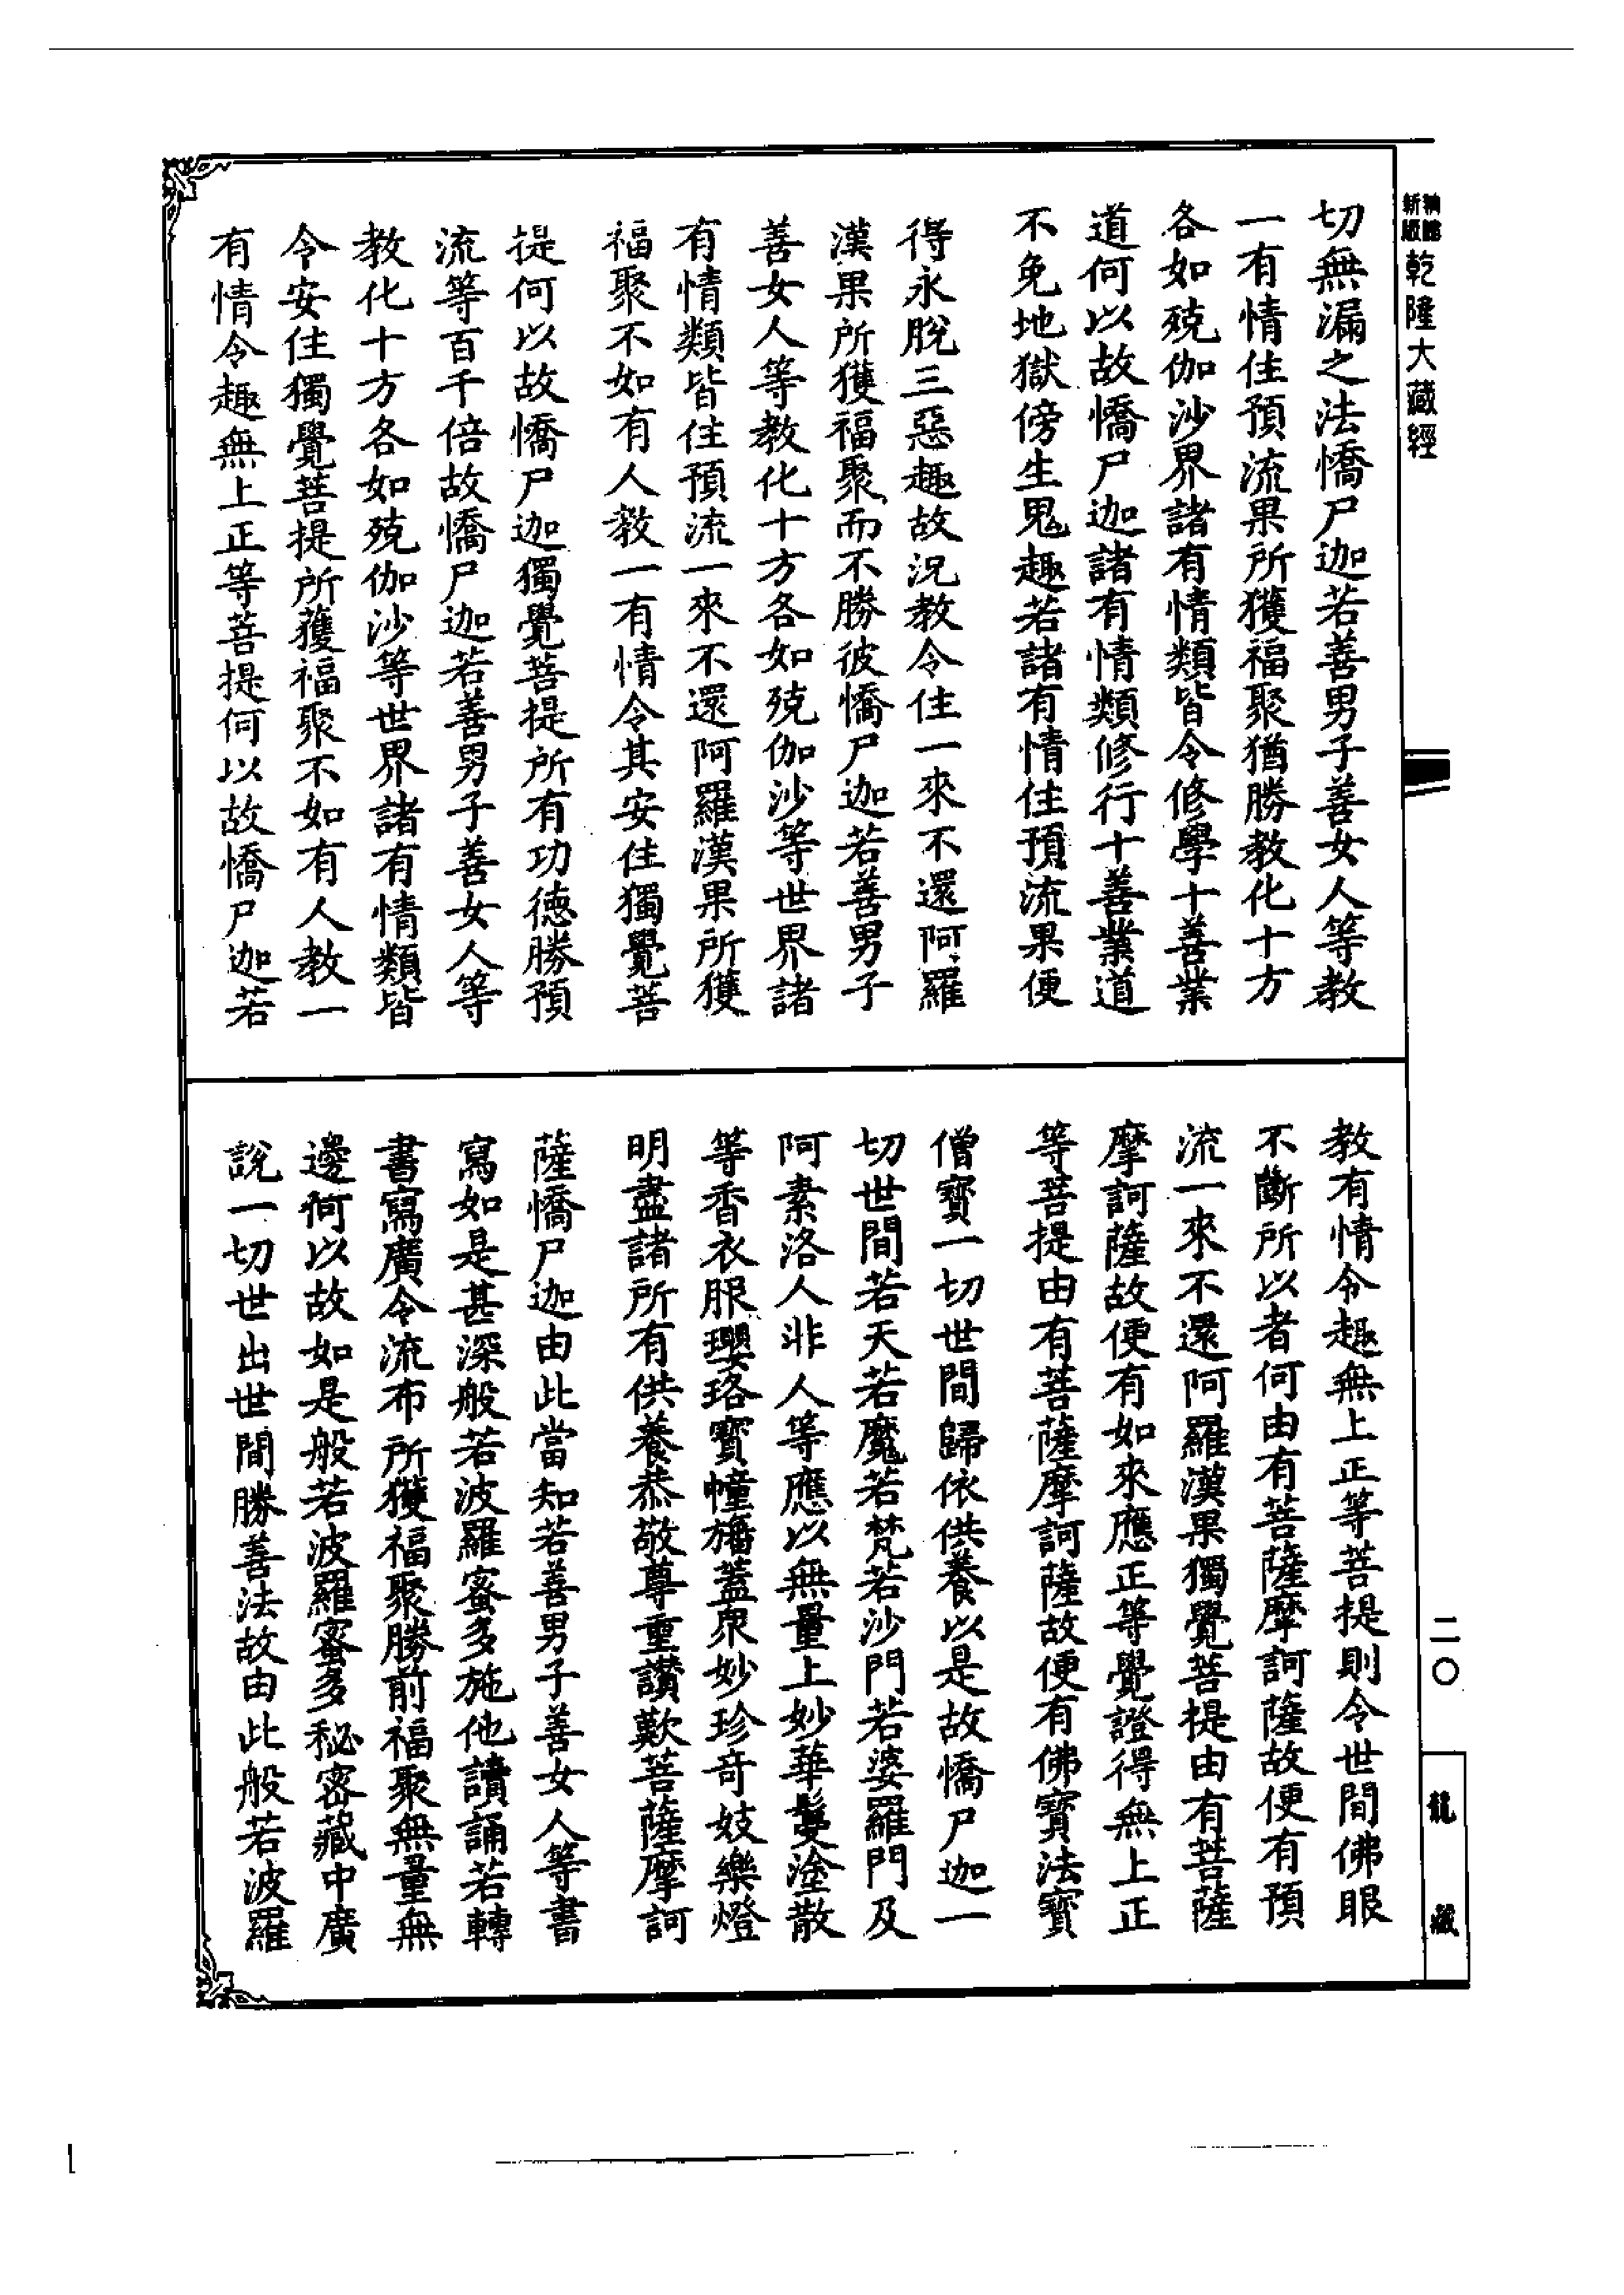 新版
乾隆大藏經
切無漏之法憍尸迦若善男子善女人等教
一有情住預流果所獲福聚猶勝教化十方
各如殑伽沙界諸有情類皆令修學十善業
道何以故憍尸迦諸有情類修行十善業道
不免地獄傍生鬼趣若諸有情住預流果便
得永脫三惡趣故況教令住一來不還阿羅
漢果所獲福聚而不勝彼憍尸迦若善男子
善女人等教化十方各如殑伽沙等世界諸
有情類皆住預流一來不還阿羅漢果所獲
福聚不如有人教一有情令其安住獨覺菩
提何以故憍尸迦獨覺菩提所有功德勝預
流等百千倍故憍尸迦若善男子善女人等
教化十方各如殑伽沙等世界諸有情類皆
令安住獨覺菩提所獲福聚不如有人教一
有情令趣無上正等菩提何以故憍尸迦若
教有情令趣無上正等菩提則令世間佛眼
不斷所以者何由有菩薩摩訶薩故便有預
流一來不還阿羅漢果獨覺菩提由有菩薩
摩訶薩故便有如來應正等覺證得無上正
等菩提由有菩薩摩訶薩故便有佛寶法寶
僧寶一切世間歸依供養以是故憍尸迦一
切世間若天若魔若梵若沙門若婆羅門及
阿素洛人非人等應以無量上妙華鬘塗散
等香衣服瓔珞寶幢旛蓋眾妙珍奇妓樂燈
明盡諸所有供養恭敬尊重讚歎菩薩摩訶
薩憍尸迦由此當知若善男子善女人等書
寫如是甚深般若波羅蜜多施他讀誦若轉
書寫廣令流布所獲福聚勝前福聚無量無
邊何以故如是般若波羅蜜多秘密藏中廣
說一切世出世間勝善法故由此般若波羅
二〇
龍藏